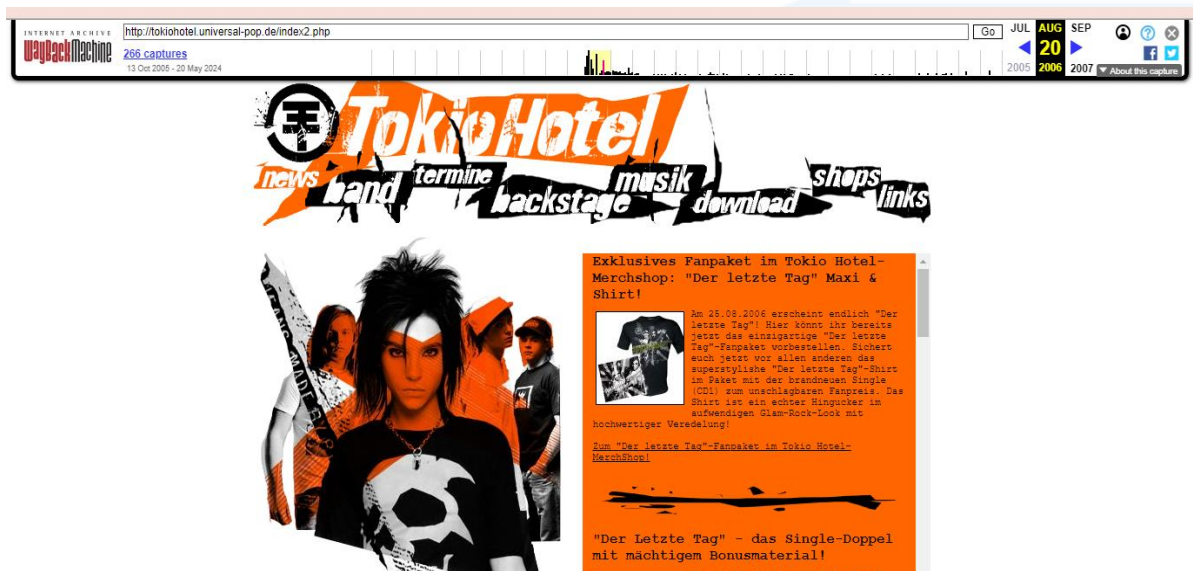 INTERNET ARCHIVE
WayBackMachine
http://tokiohotel.universal-pop.de/index2.php
Go
JUL AUG SEP
266 captures
20
13 Oct 2005 - 20 May 2024
2005 2006 2007
About this capture
Tokio Hotel
news band termine backstage musik download shops links
Exklusives Fanpaket im Tokio Hotel-
Merchshop: "Der letzte Tag" Maxi &
Shirt!
Am 25.08.2006 erscheint endlich "Der
letzte Tag"! Hier könnt ihr bereits
jetzt das einzigartige "Der letzte
Tag"-Fanpaket vorbestellen. Sichert
euch jetzt vor allen anderen das
superstylishe "Der letzte Tag"-Shirt
im Paket mit der brandneuen Single
(CD1) zum unschlagbaren Fanpreis. Das
Shirt ist ein echter Hingucker im
aufwendigen Glam-Rock-Look mit
hochwertiger Veredelung!
Zum "Der letzte Tag"-Fanpaket im Tokio Hotel-
MerchShop!
"Der Letzte Tag" - das Single-Doppel
mit mächtigem Bonusmaterial!